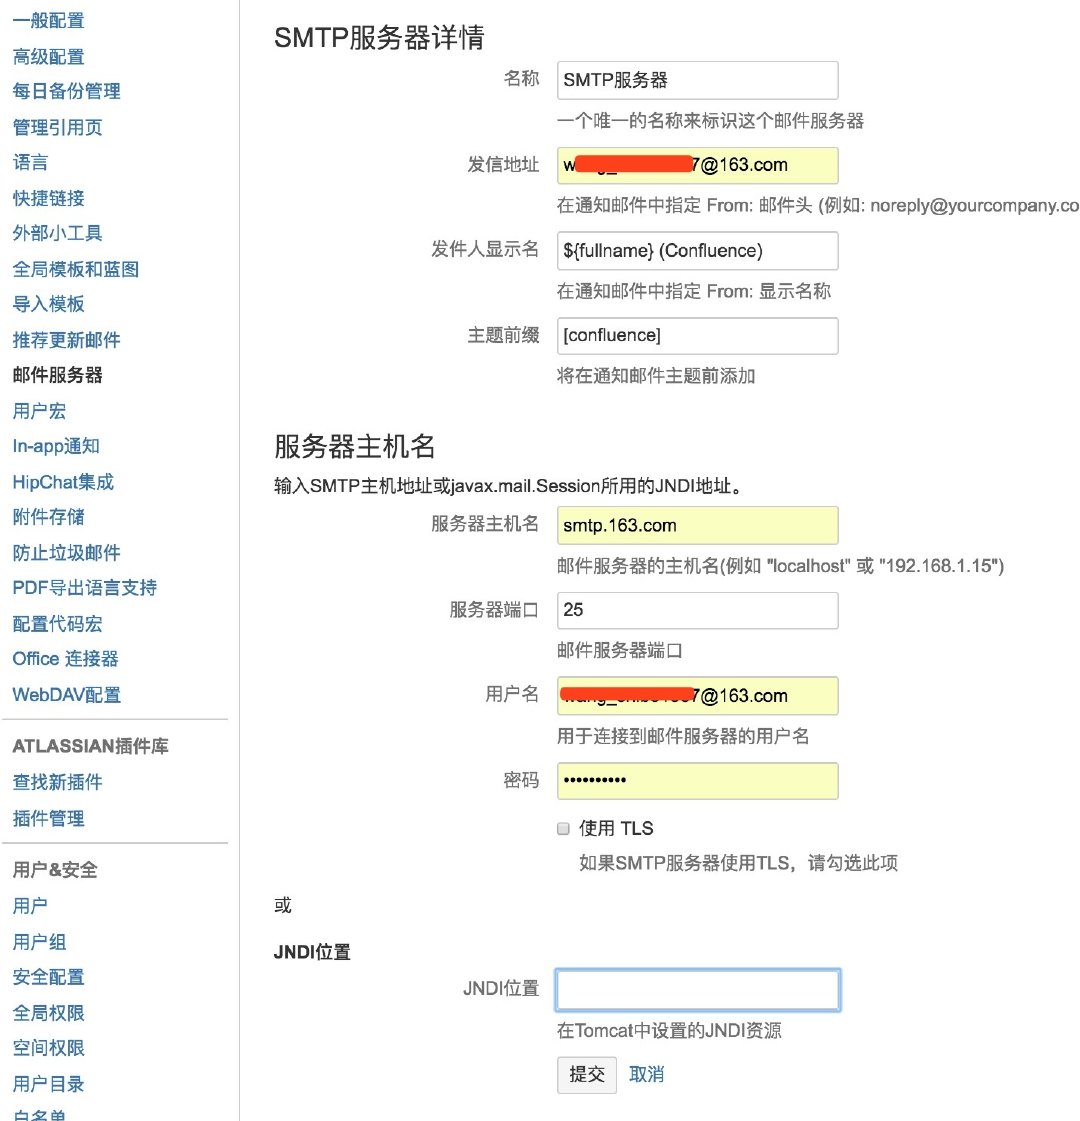 一般配置
高级配置
每日备份管理
管理引用页
语言
快捷链接
外部小工具
全局模板和蓝图
导入模板
推荐更新邮件
邮件服务器
用户宏
In-app通知
HipChat集成
附件存储
防止垃圾邮件
PDF导出语言支持
配置代码宏
Office 连接器
WebDAV配置
ATLASSIAN插件库
查找新插件
插件管理
用户&安全
用户
用户组
安全配置
全局权限
空间权限
用户目录
白名单
SMTP服务器详情
名称 SMTP服务器
一个唯一的名称来标识这个邮件服务器
发信地址 7@163.com
在通知邮件中指定 From: 邮件头 (例如: noreply@yourcompany.co
发件人显示名 ${fullname} (Confluence)
在通知邮件中指定 From: 显示名称
主题前缀 [confluence]
将在通知邮件主题前添加
服务器主机名
输入SMTP主机地址或javax.mail.Session所用的JNDI地址。
服务器主机名 smtp.163.com
邮件服务器的主机名(例如 "localhost" 或 "192.168.1.15")
服务器端口 25
邮件服务器端口
用户名 7@163.com
用于连接到邮件服务器的用户名
密码 ••••••••••
使用 TLS
如果SMTP服务器使用TLS，请勾选此项
或
JNDI位置
JNDI位置
在Tomcat中设置的JNDI资源
提交 取消